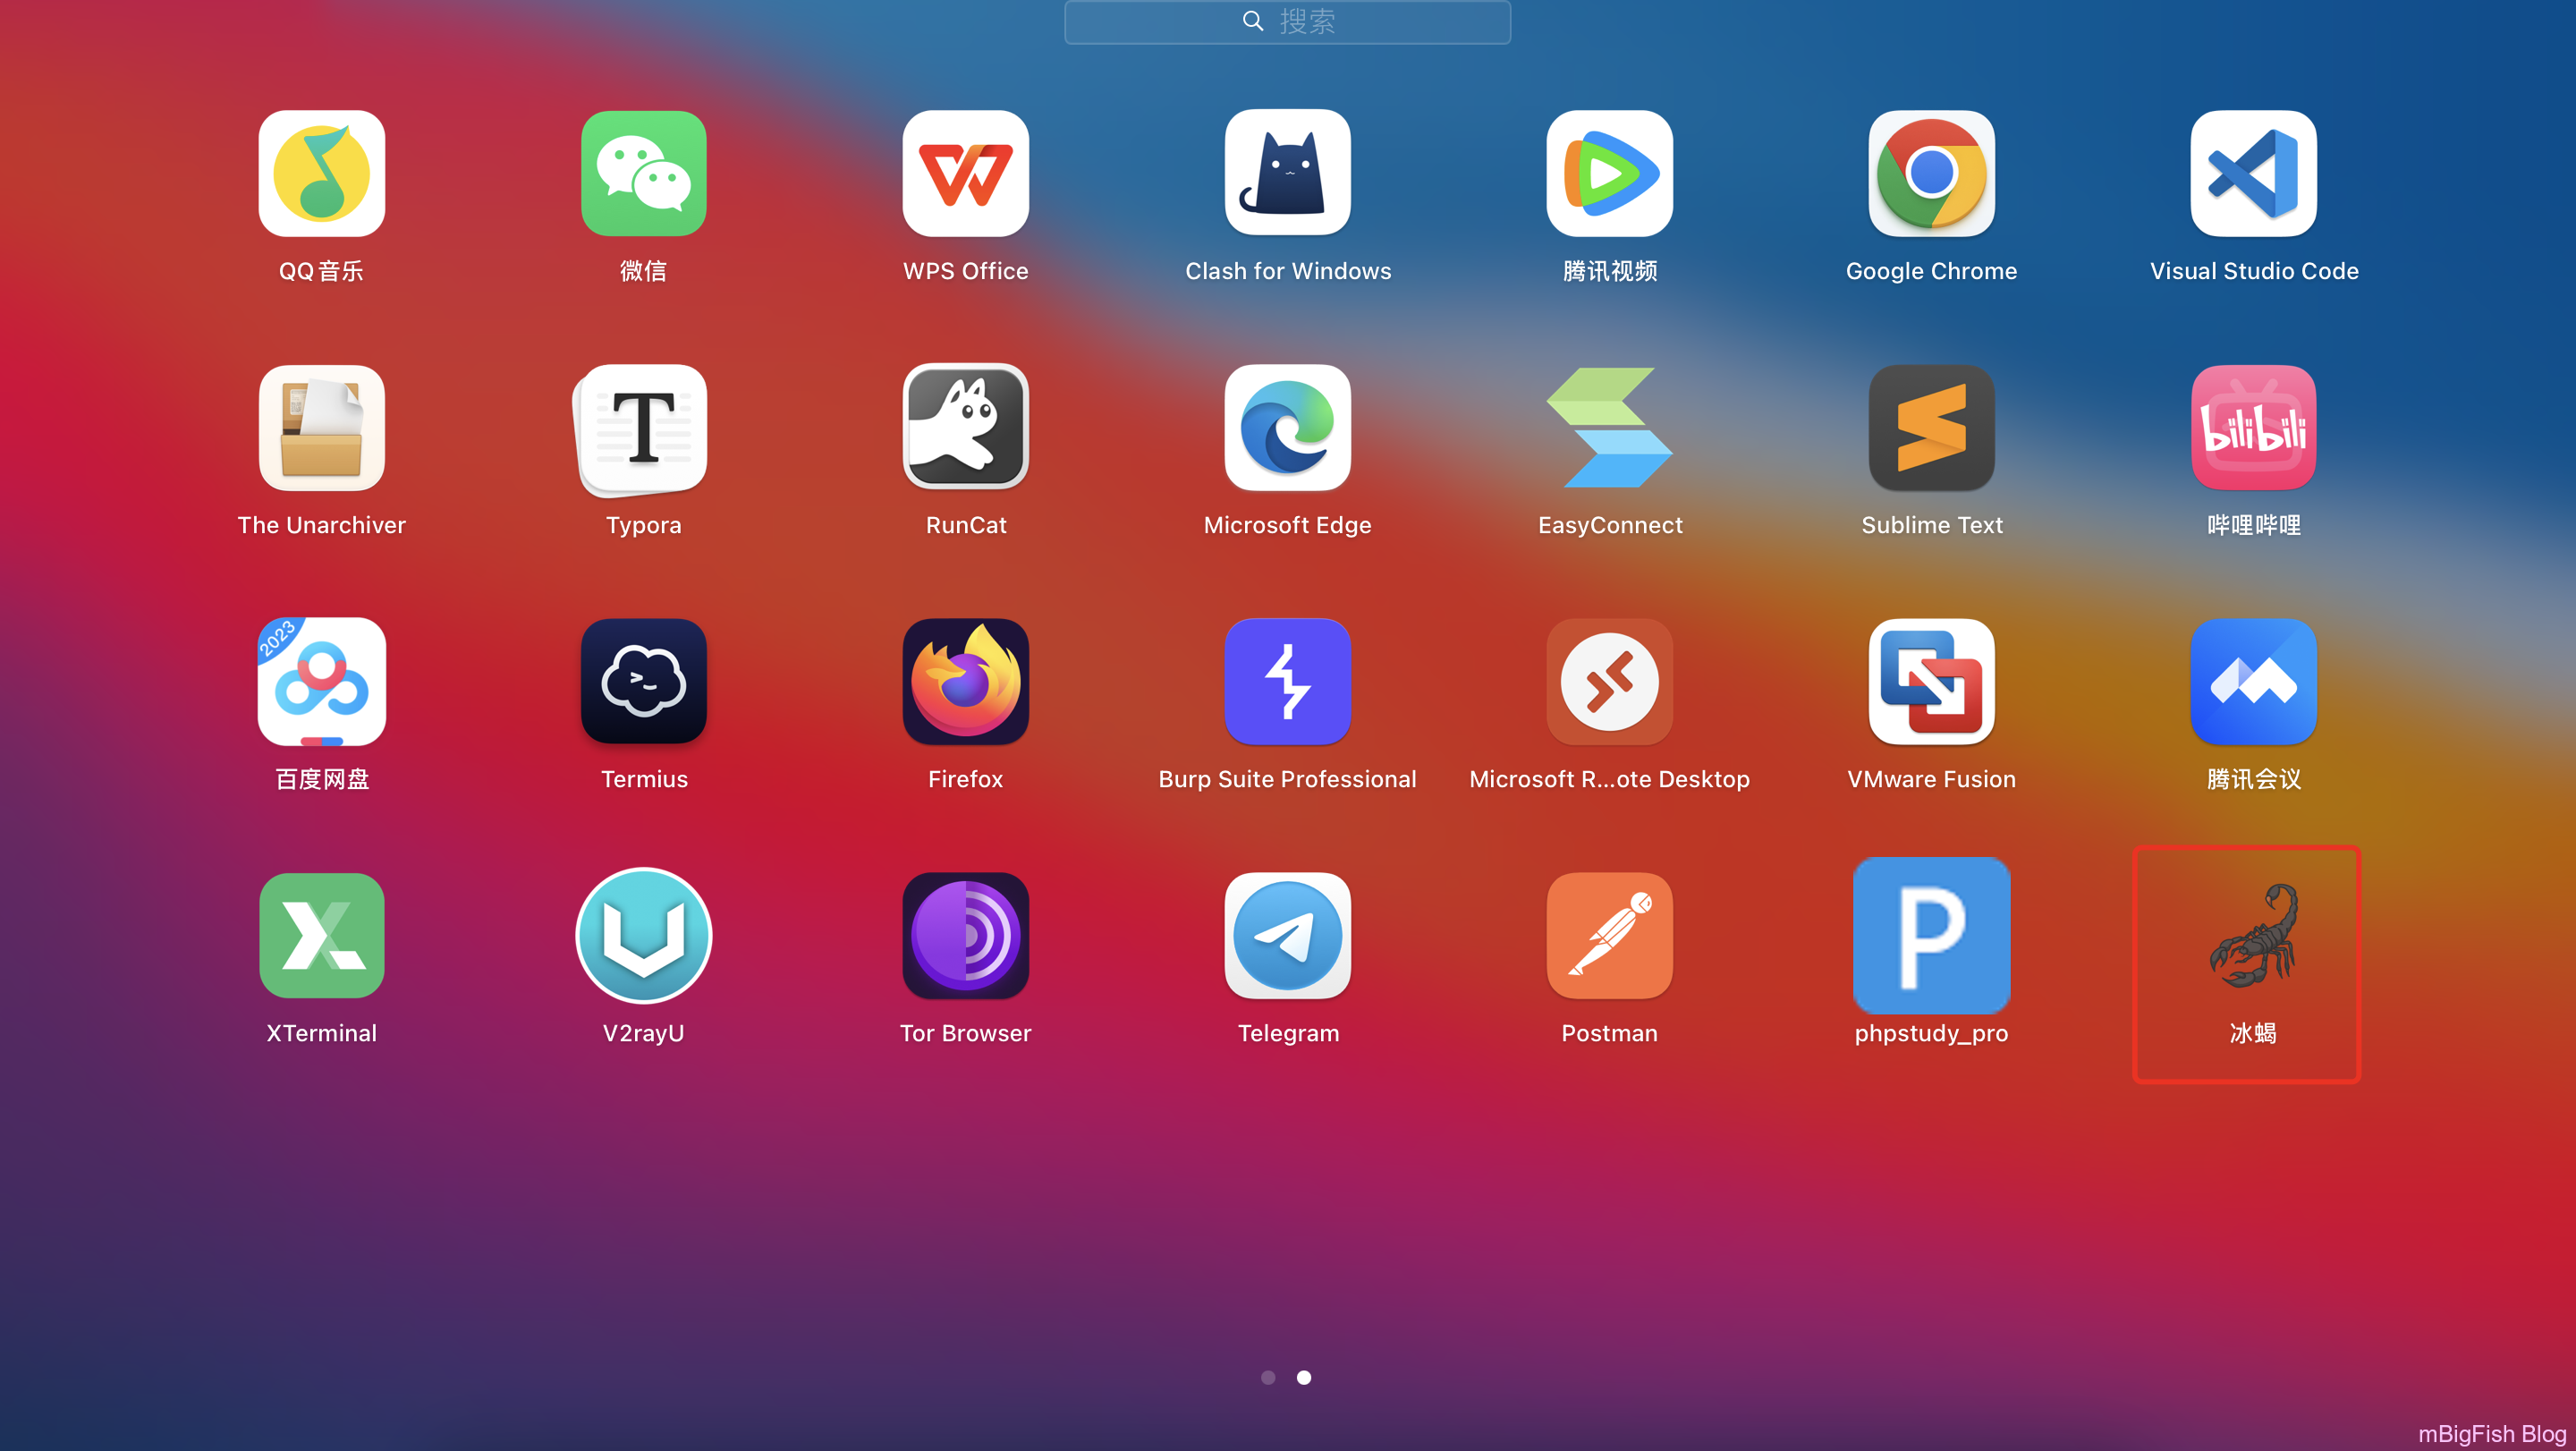 搜索
QQ音乐
微信
WPS Office
Clash for Windows
腾讯视频
Google Chrome
Visual Studio Code
The Unarchiver
T
Typora
RunCat
Microsoft Edge
EasyConnect
Sublime Text
bilibili
哔哩哔哩
2023
百度网盘
Termius
Firefox
Burp Suite Professional
Microsoft R...ote Desktop
VMware Fusion
腾讯会议
XTerminal
V2rayU
Tor Browser
Telegram
Postman
P
phpstudy_pro
冰蝎
mBigFish Blog